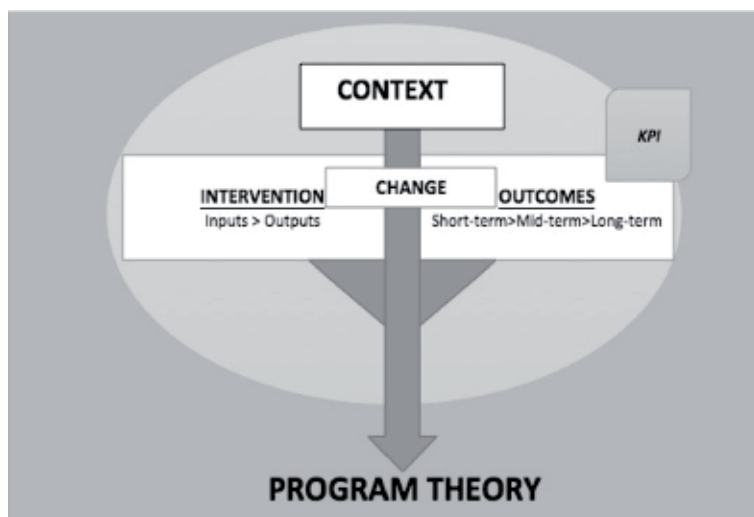 CONTEXT
KPI
CHANGE
INTERVENTION
Inputs > Outputs
OUTCOMES
Short-term>Mid-term>Long-term
PROGRAM THEORY